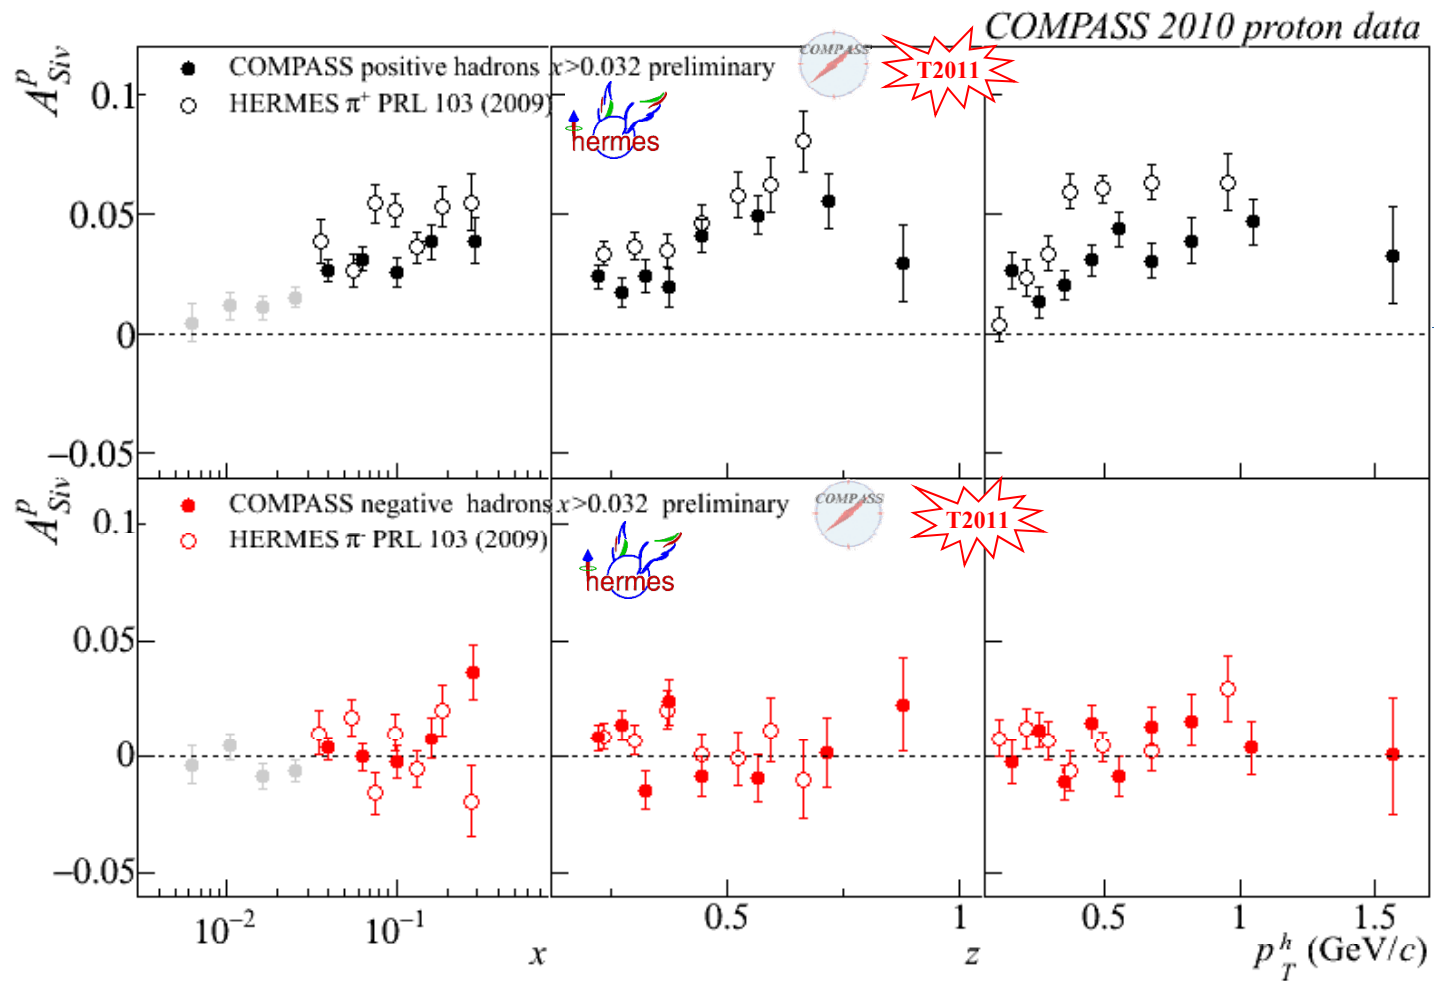 COMPASS 2010 proton data
A^p_Siv
COMPASS positive hadrons x>0.032 preliminary
HERMES π⁺ PRL 103 (2009)
hermes
COMPASS
T2011
0.1
0.05
0
−0.05
A^p_Siv
COMPASS negative hadrons x>0.032 preliminary
HERMES π⁻ PRL 103 (2009)
hermes
COMPASS
T2011
0.1
0.05
0
−0.05
10⁻² 10⁻¹ 0.5 1 0.5 1 1.5
x z p_T^h (GeV/c)